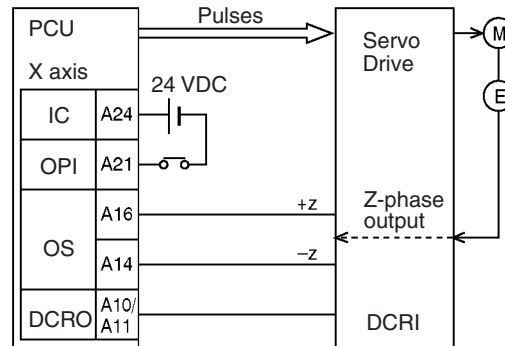 PCU
Pulses
Servo
Drive
M
X axis
24 VDC
IC
A24
E
OPI
A21
OS
A16
+z
Z-phase
output
A14
−z
DCRO
A10/
A11
DCRI